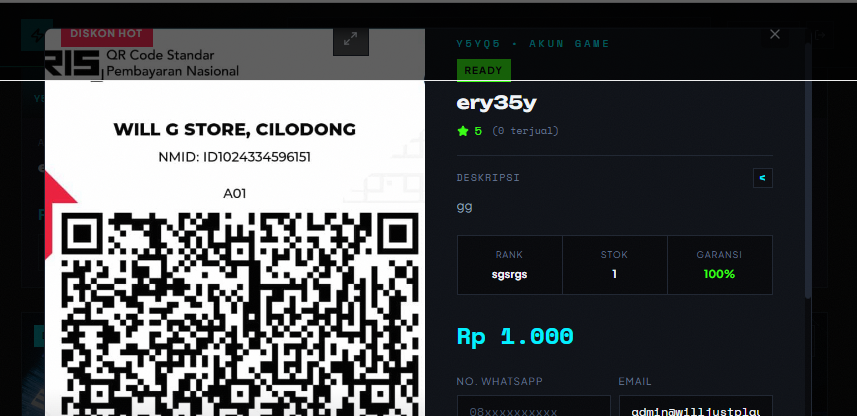 DISKON HOT
QRIS
QR Code Standar
Pembayaran Nasional
WILL G STORE, CILODONG
NMID: ID1024334596151
A01
Y5YQ5 • AKUN GAME
READY
ery35y
★ 5 (0 terjual)
DESKRIPSI
gg
RANK STOK GARANSI
sgsrgs 1 100%
Rp 1.000
NO. WHATSAPP EMAIL
08xxxxxxxxxx